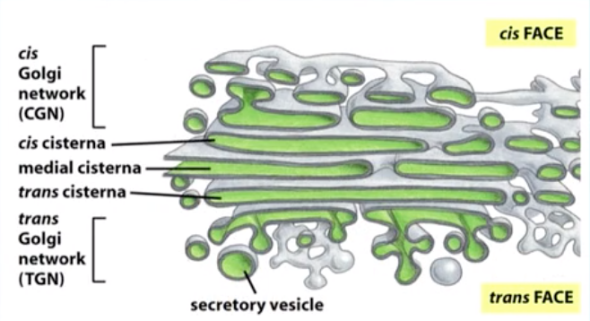 cis FACE
cis
Golgi
network
(CGN)
cis cisterna
medial cisterna
trans cisterna
trans
Golgi
network
(TGN)
secretory vesicle
trans FACE